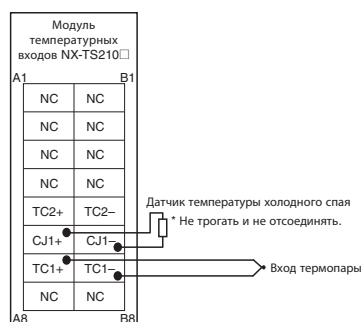 Модуль
температурных
входов NX-TS210□
A1 B1
NC NC
NC NC
NC NC
NC NC
TC2+ TC2–
Датчик температуры холодного спая
* Не трогать и не отсоединять.
CJ1+ CJ1–
TC1+ TC1–
Вход термопары
NC NC
A8 B8